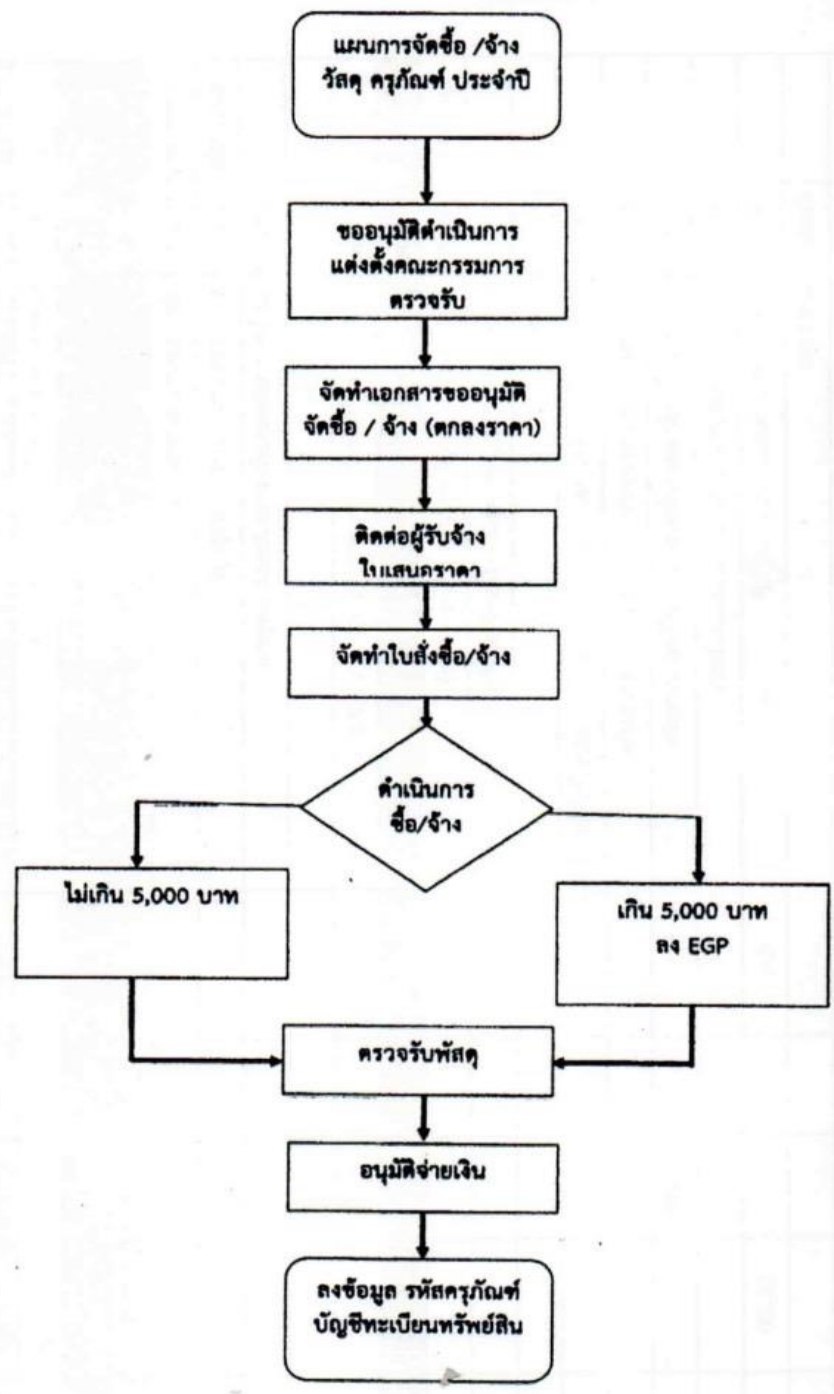 แผนการจัดซื้อ /จ้าง
วัสดุ ครุภัณฑ์ ประจำปี
ขออนุมัติดำเนินการ
แต่งตั้งคณะกรรมการ
ตรวจรับ
จัดทำเอกสารขออนุมัติ
จัดซื้อ / จ้าง (ตกลงราคา)
ติดต่อผู้รับจ้าง
ใบเสนอราคา
จัดทำใบสั่งซื้อ/จ้าง
ดำเนินการ
ซื้อ/จ้าง
ไม่เกิน 5,000 บาท
เกิน 5,000 บาท
ลง EGP
ตรวจรับพัสดุ
อนุมัติจ่ายเงิน
ลงข้อมูล รหัสครุภัณฑ์
บัญชีทะเบียนทรัพย์สิน